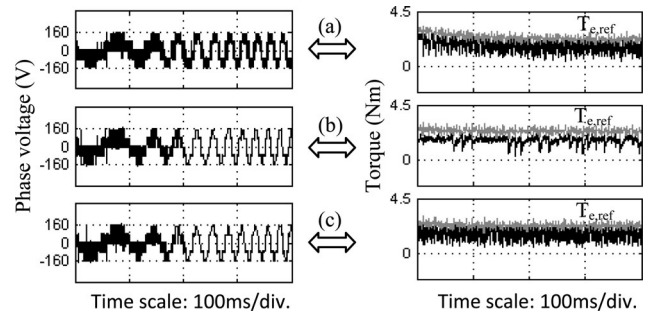 Phase voltage (V)
160
0
-160
160
0
-160
160
0
-160
Time scale: 100ms/div.
(a)
(b)
(c)
Torque (Nm)
4.5
0
Te,ref
4.5
0
Te,ref
4.5
0
Te,ref
Time scale: 100ms/div.